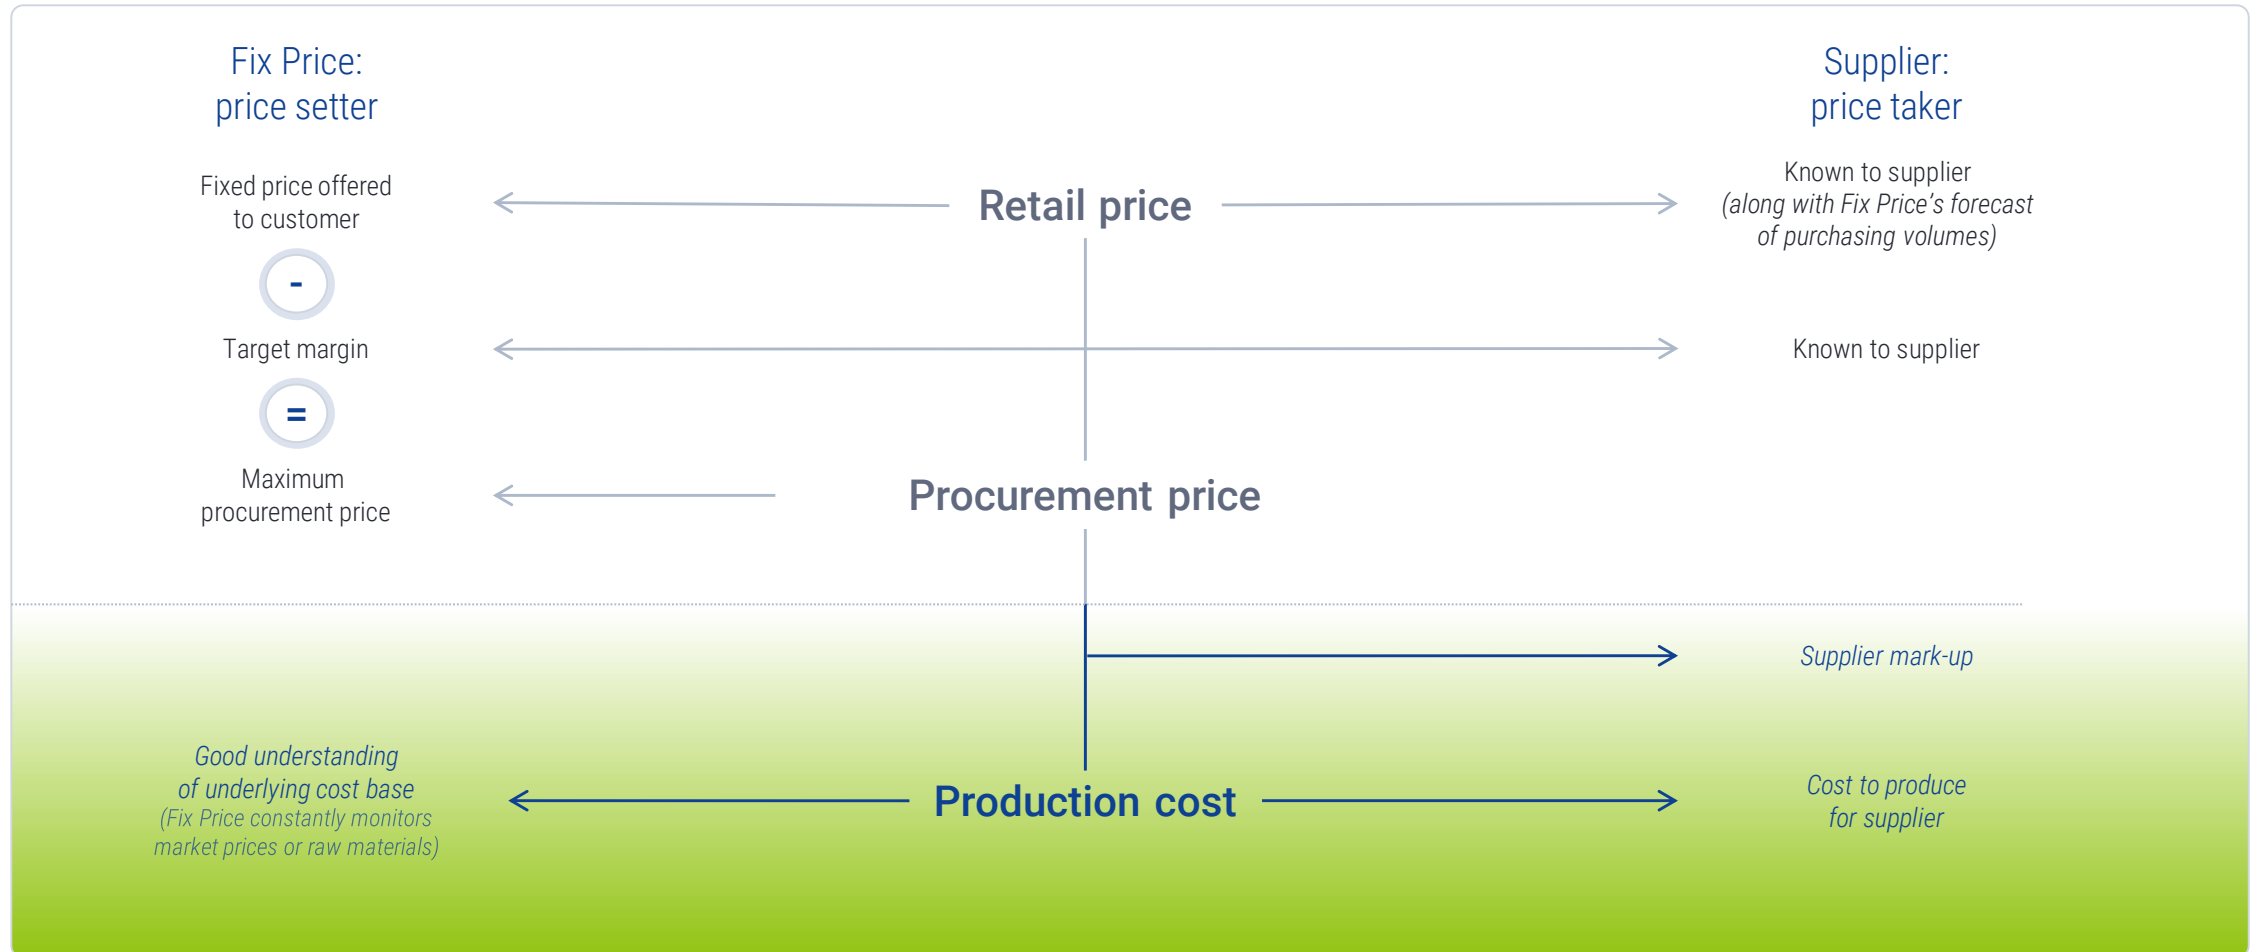 Fix Price:
price setter
Supplier:
price taker
Fixed price offered
to customer
Retail price
Known to supplier
(along with Fix Price's forecast
of purchasing volumes)
-
Target margin
Known to supplier
=
Maximum
procurement price
Procurement price
Supplier mark-up
Good understanding
of underlying cost base
(Fix Price constantly monitors
market prices or raw materials)
Production cost
Cost to produce
for supplier